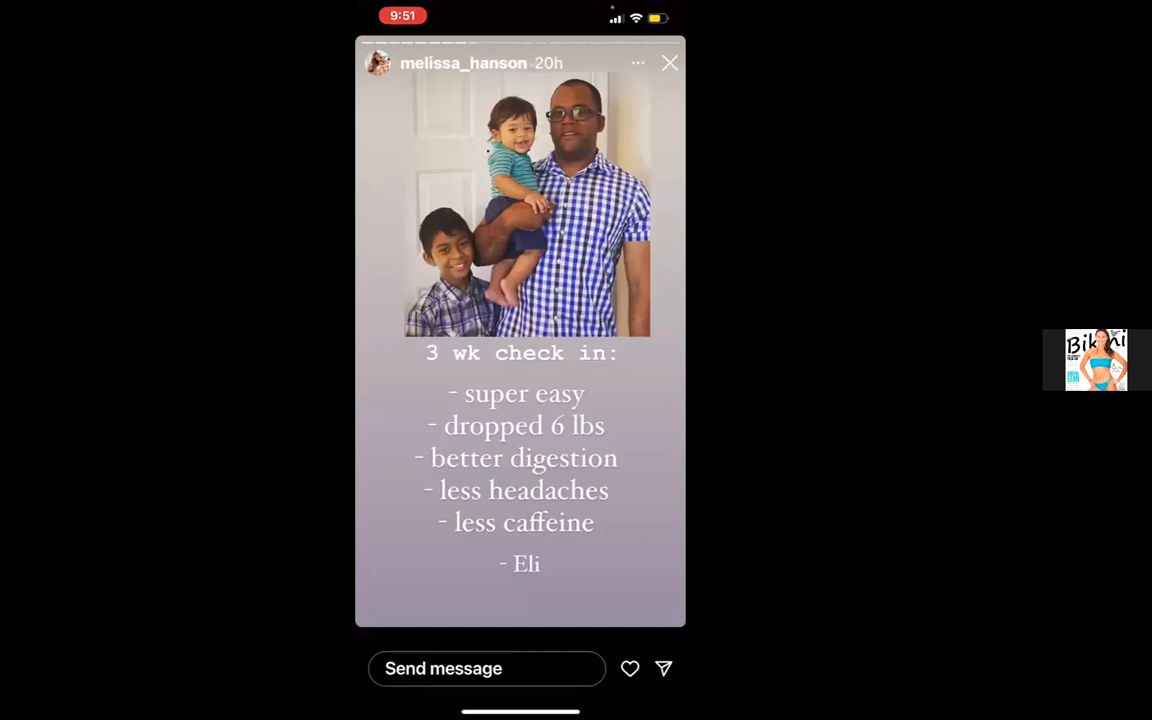 9:51
melissa_hanson 20h
3 wk check in:
- super easy
- dropped 6 lbs
- better digestion
- less headaches
- less caffeine
- Eli
Send message
Bikini